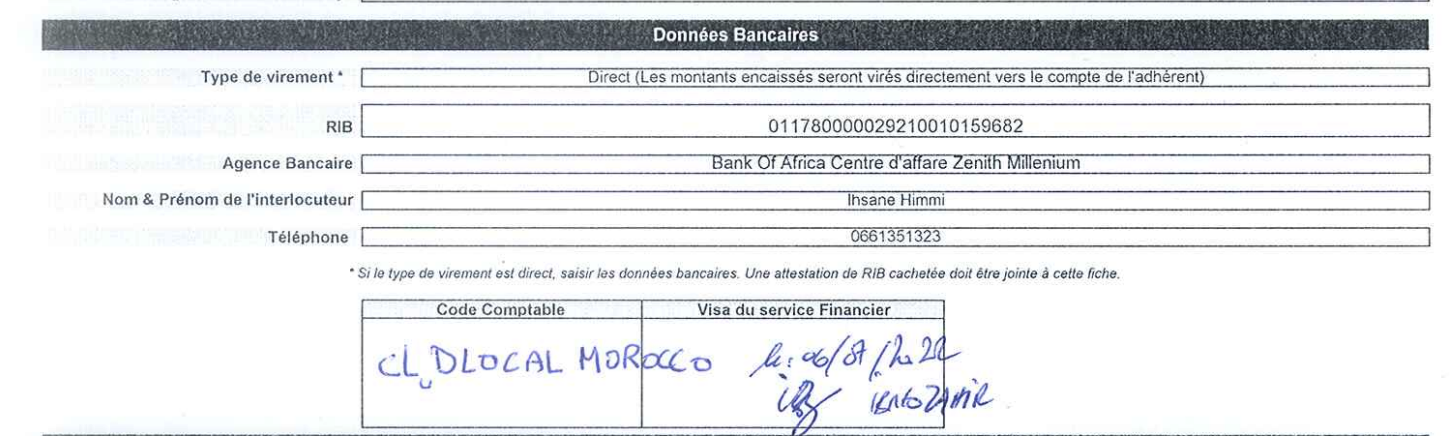 Données Bancaires
Type de virement * Direct (Les montants encaissés seront virés directement vers le compte de l'adhérent)
RIB 011780000029210010159682
Agence Bancaire Bank Of Africa Centre d'affare Zenith Millenium
Nom & Prénom de l'interlocuteur Ihsane Himmi
Téléphone 0661351323
* Si le type de virement est direct, saisir les données bancaires. Une attestation de RIB cachetée doit être jointe à cette fiche.
Code Comptable Visa du service Financier
CL_DLOCAL MOROCCO le: 06/07/2022